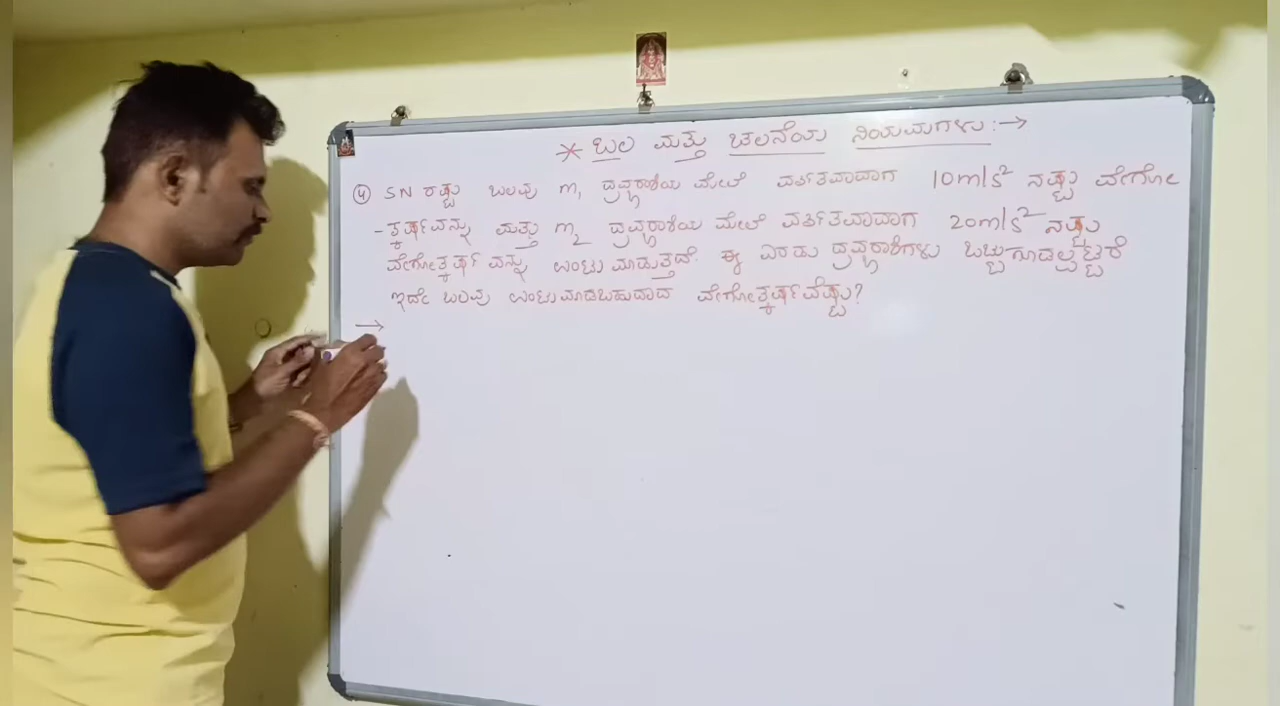 * ಬಲ ಮತ್ತು ಚಲನೆಯ ನಿಯಮಗಳು:→
④ 5N ರಷ್ಟು ಬಲವು m₁ ದ್ರವ್ಯರಾಶಿಯ ಮೇಲೆ ವರ್ತಿತವಾದಾಗ 10m/s² ನಷ್ಟು ವೇಗೋ
-ತ್ಕರ್ಷವನ್ನು ಮತ್ತು m₂ ದ್ರವ್ಯರಾಶಿಯ ಮೇಲೆ ವರ್ತಿತವಾದಾಗ 20m/s² ನಷ್ಟು
ವೇಗೋತ್ಕರ್ಷವನ್ನು ಉಂಟುಮಾಡುತ್ತದೆ. ಈ ಎರಡು ದ್ರವ್ಯರಾಶಿಗಳು ಒಟ್ಟುಗೂಡಲ್ಪಟ್ಟರೆ
ಇದೇ ಬಲವು ಉಂಟುಮಾಡಬಹುದಾದ ವೇಗೋತ್ಕರ್ಷವೆಷ್ಟು?
→